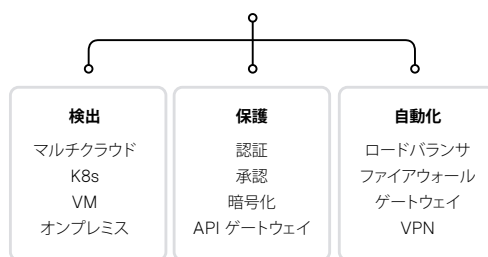 検出
マルチクラウド
K8s
VM
オンプレミス
保護
認証
承認
暗号化
API ゲートウェイ
自動化
ロードバランサ
ファイアウォール
ゲートウェイ
VPN